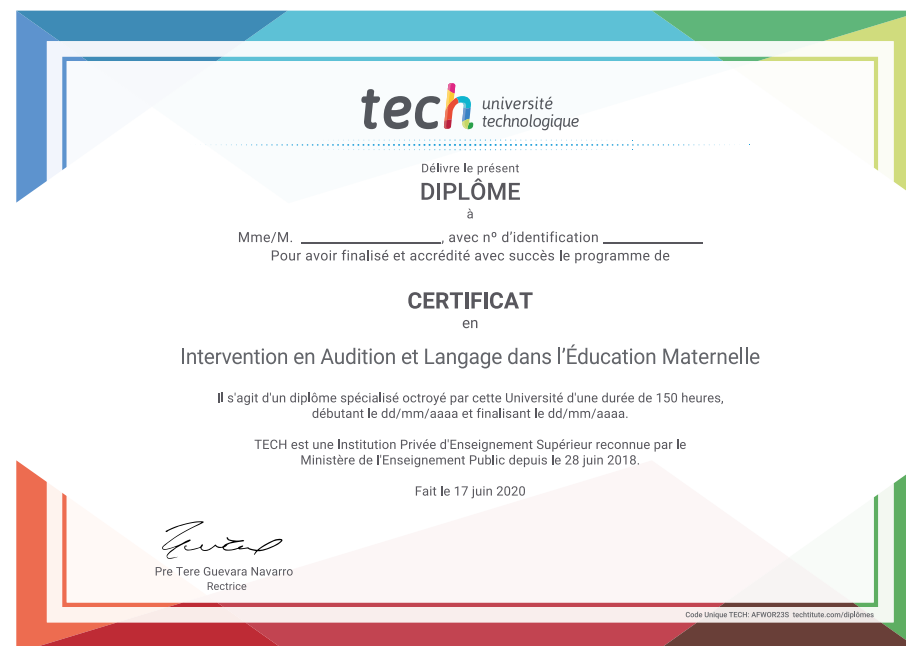 tech université
technologique
Délivre le présent
DIPLÔME
à
Mme/M. ____________________, avec nº d'identification ______________
Pour avoir finalisé et accrédité avec succès le programme de
CERTIFICAT
en
Intervention en Audition et Langage dans l'Éducation Maternelle
Il s'agit d'un diplôme spécialisé octroyé par cette Université d'une durée de 150 heures,
débutant le dd/mm/aaaa et finalisant le dd/mm/aaaa.
TECH est une Institution Privée d'Enseignement Supérieur reconnue par le
Ministère de l'Enseignement Public depuis le 28 juin 2018.
Fait le 17 juin 2020
Pre Tere Guevara Navarro
Rectrice
Code Unique TECH: AFWOR23S techtitute.com/diplômes